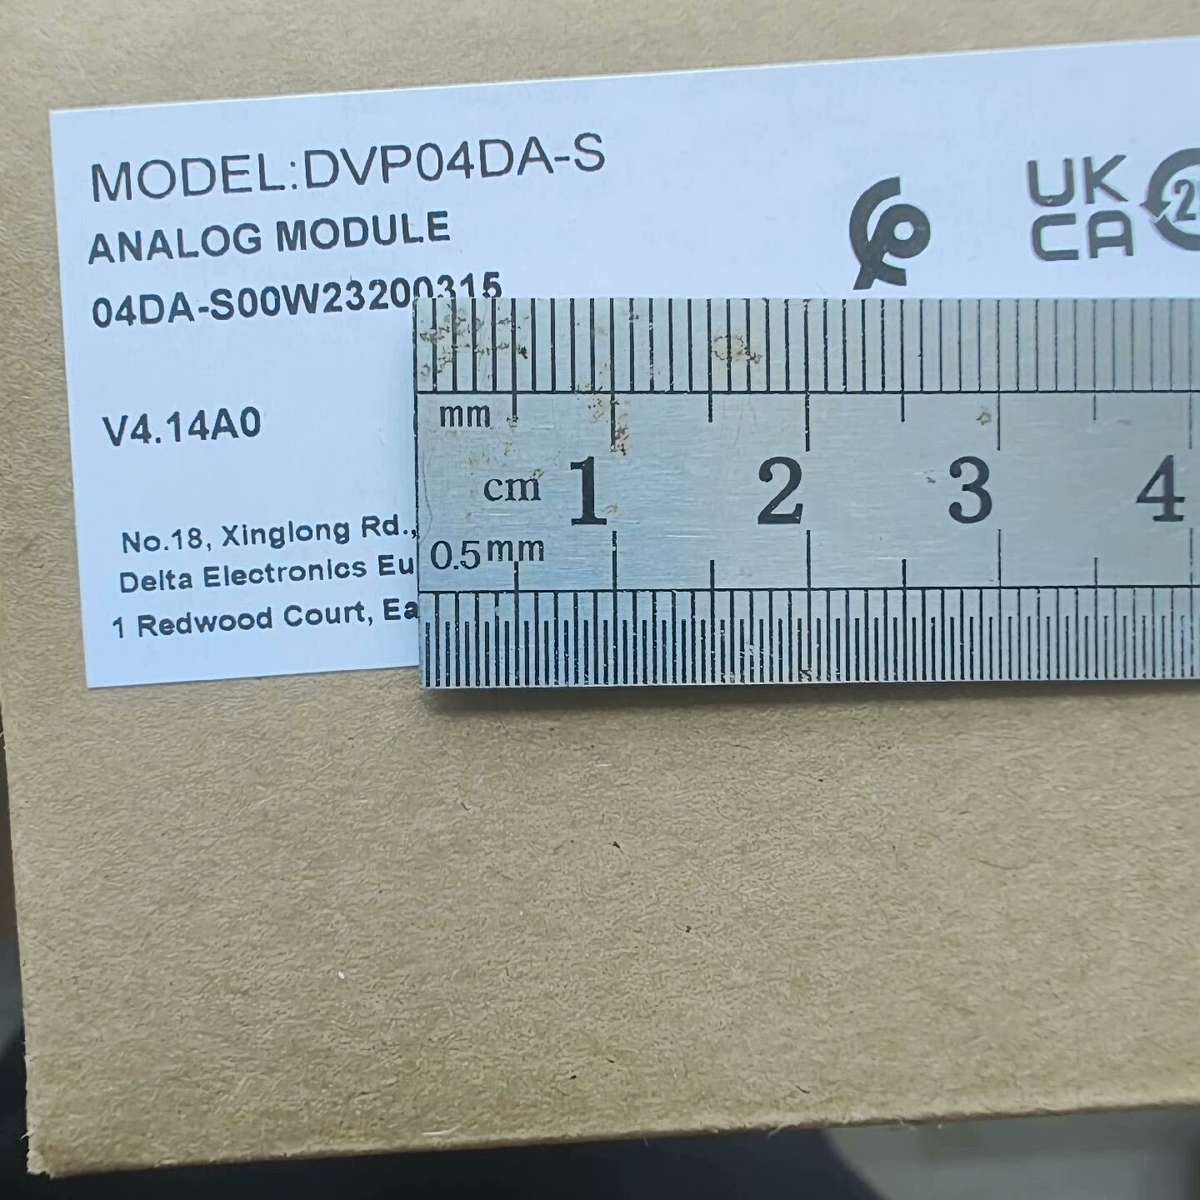 MODEL:DVP04DA-S
ANALOG MODULE
04DA-S00W23200315
UK
CA
2
V4.14A0
No.18, Xinglong Rd.,
Delta Electronics Eu
1 Redwood Court, Ea
mm
cm 1 2 3 4
0.5mm